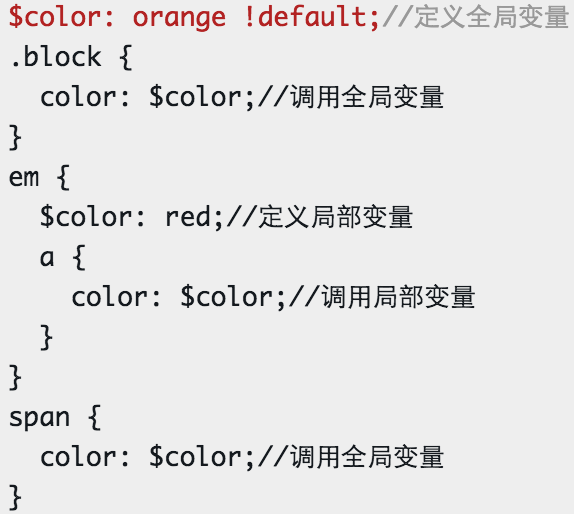 $color: orange !default;//定义全局变量
.block {
  color: $color;//调用全局变量
}
em {
  $color: red;//定义局部变量
  a {
    color: $color;//调用局部变量
  }
}
span {
  color: $color;//调用全局变量
}